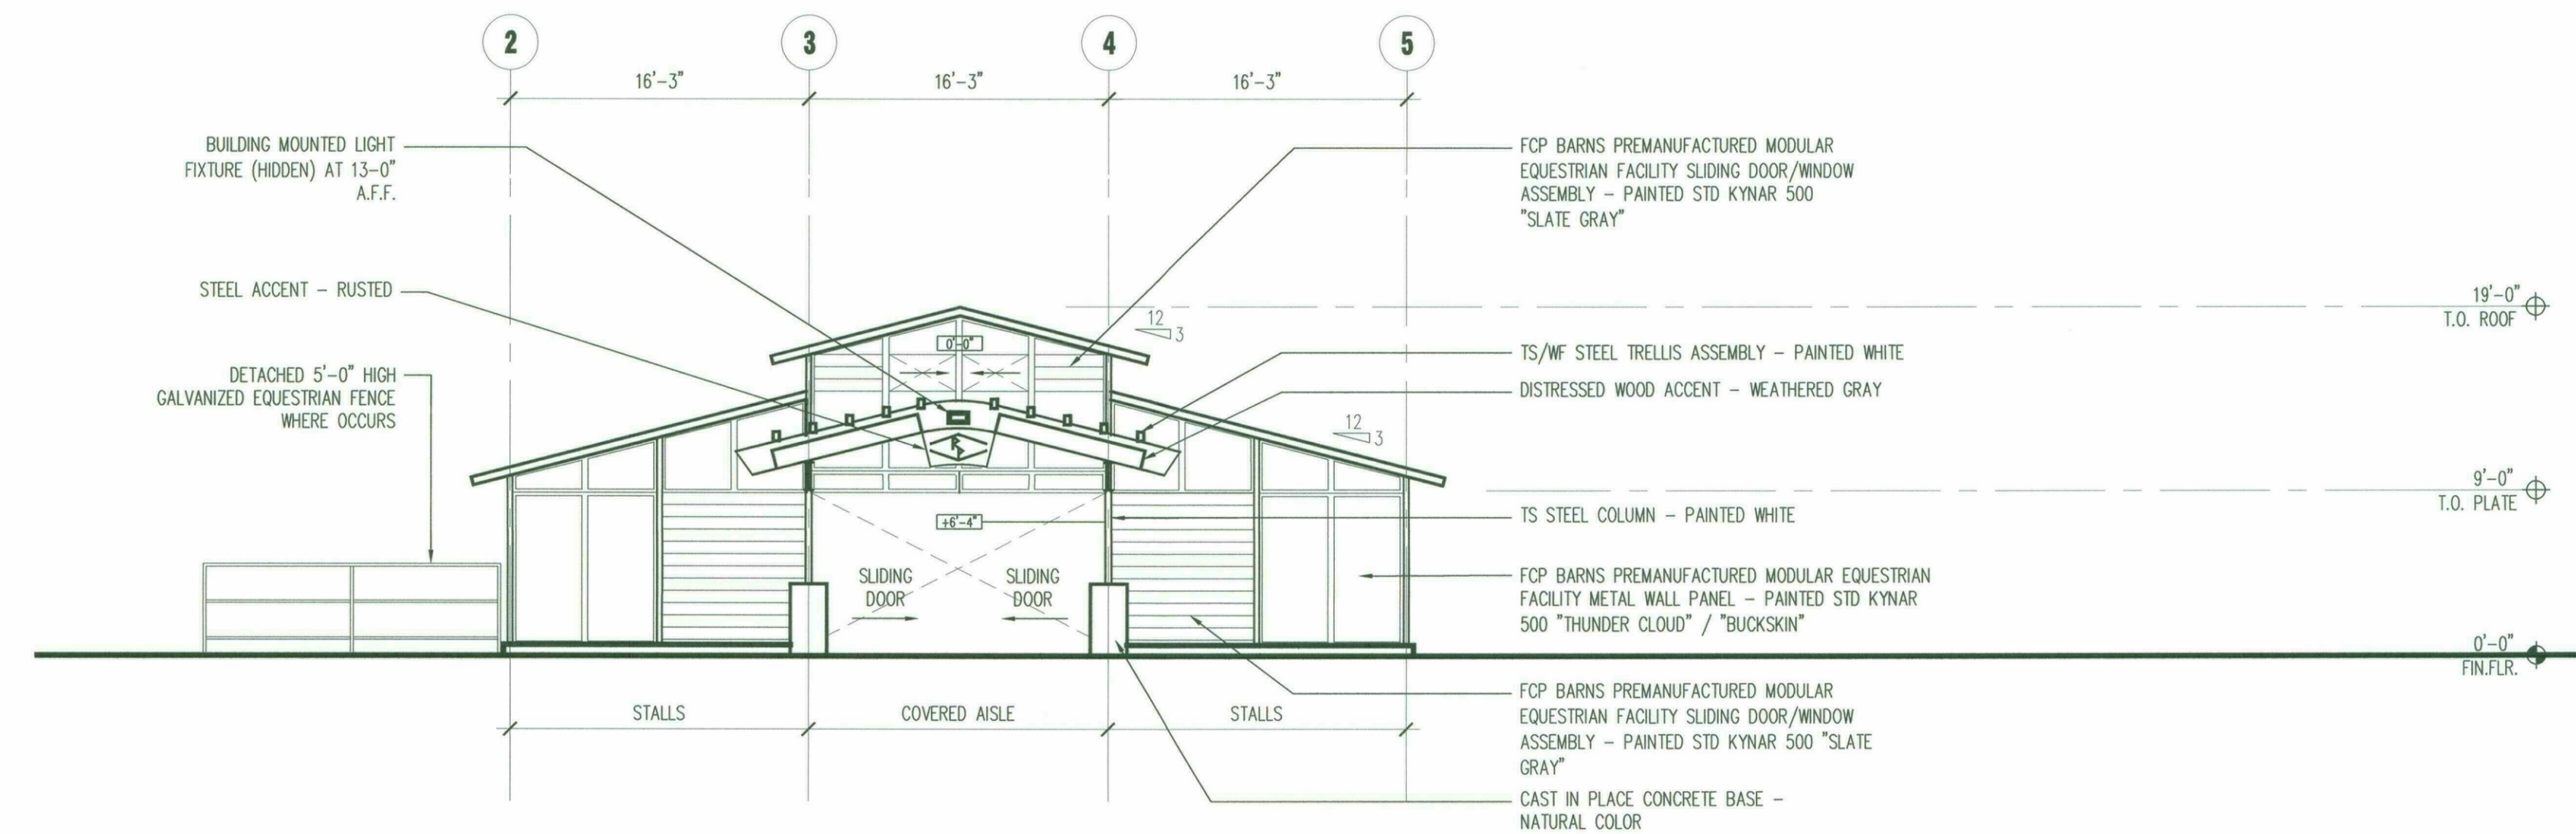 2 3 4 5
16'-3" 16'-3" 16'-3"
BUILDING MOUNTED LIGHT
FIXTURE (HIDDEN) AT 13-0"
A.F.F.
STEEL ACCENT - RUSTED
DETACHED 5'-0" HIGH
GALVANIZED EQUESTRIAN FENCE
WHERE OCCURS
FCP BARNS PREMANUFACTURED MODULAR
EQUESTRIAN FACILITY SLIDING DOOR/WINDOW
ASSEMBLY - PAINTED STD KYNAR 500
"SLATE GRAY"
19'-0"
T.O. ROOF
12
3
0'-0"
TS/WF STEEL TRELLIS ASSEMBLY - PAINTED WHITE
DISTRESSED WOOD ACCENT - WEATHERED GRAY
12
3
9'-0"
T.O. PLATE
+6'-4"
TS STEEL COLUMN - PAINTED WHITE
SLIDING
DOOR
SLIDING
DOOR
FCP BARNS PREMANUFACTURED MODULAR EQUESTRIAN
FACILITY METAL WALL PANEL - PAINTED STD KYNAR
500 "THUNDER CLOUD" / "BUCKSKIN"
0'-0"
FIN.FLR.
STALLS COVERED AISLE STALLS
FCP BARNS PREMANUFACTURED MODULAR
EQUESTRIAN FACILITY SLIDING DOOR/WINDOW
ASSEMBLY - PAINTED STD KYNAR 500 "SLATE
GRAY"
CAST IN PLACE CONCRETE BASE -
NATURAL COLOR